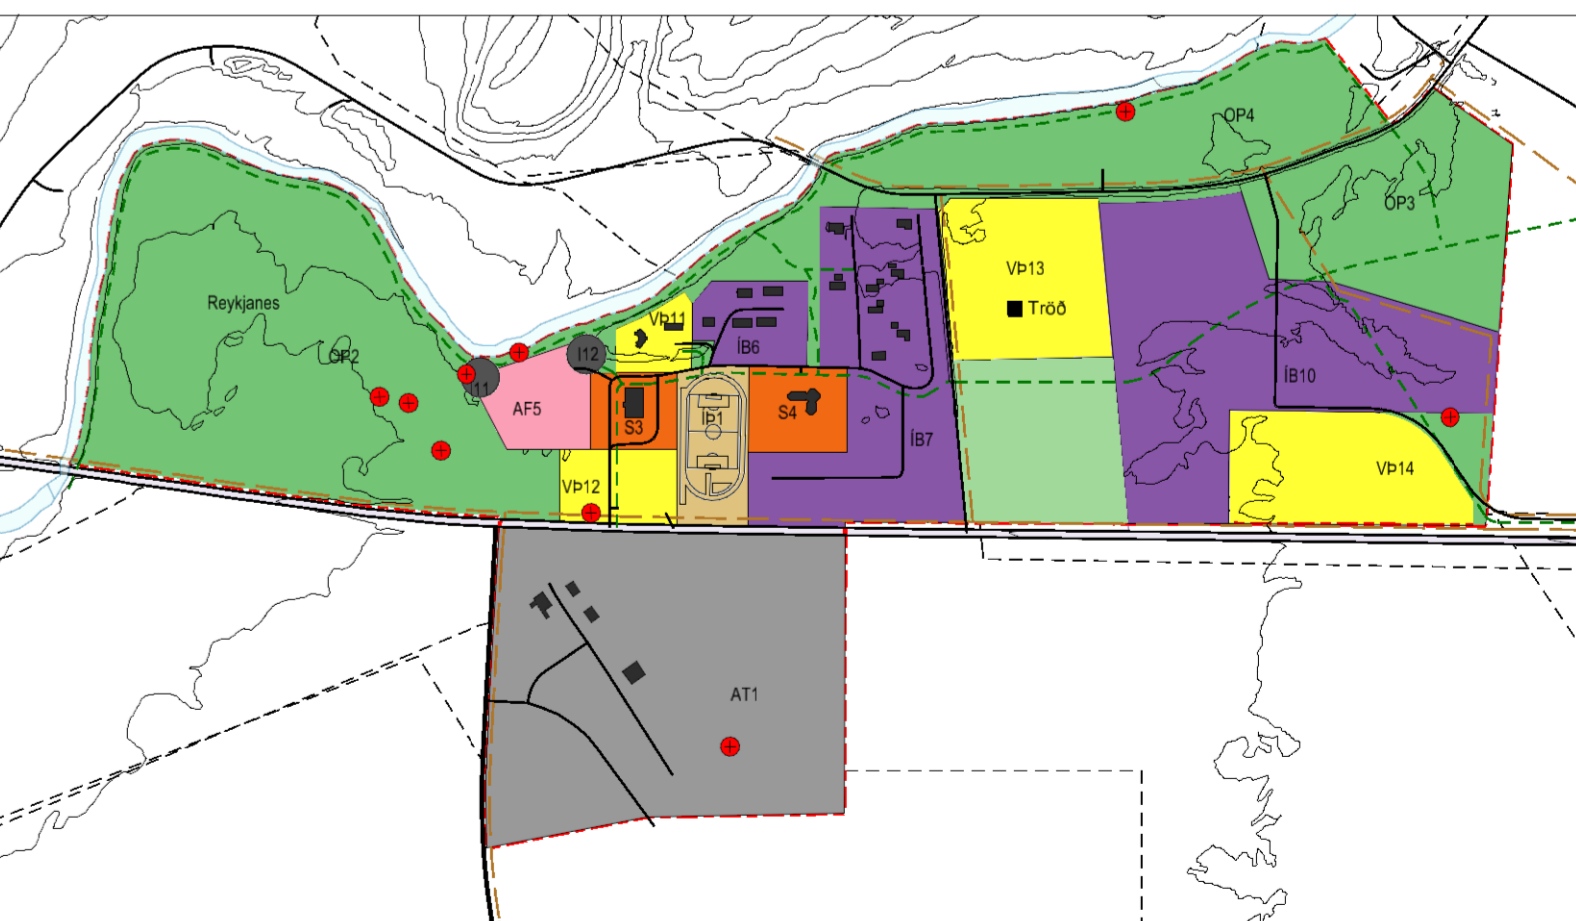 OP4
OP3
VÞ13
Tröð
Reykjanes
VÞ11
ÍB6
I12
OP2
ÍB10
I11
AF5
ÍÞ1
S4
S3
ÍB7
VÞ14
VÞ12
AT1